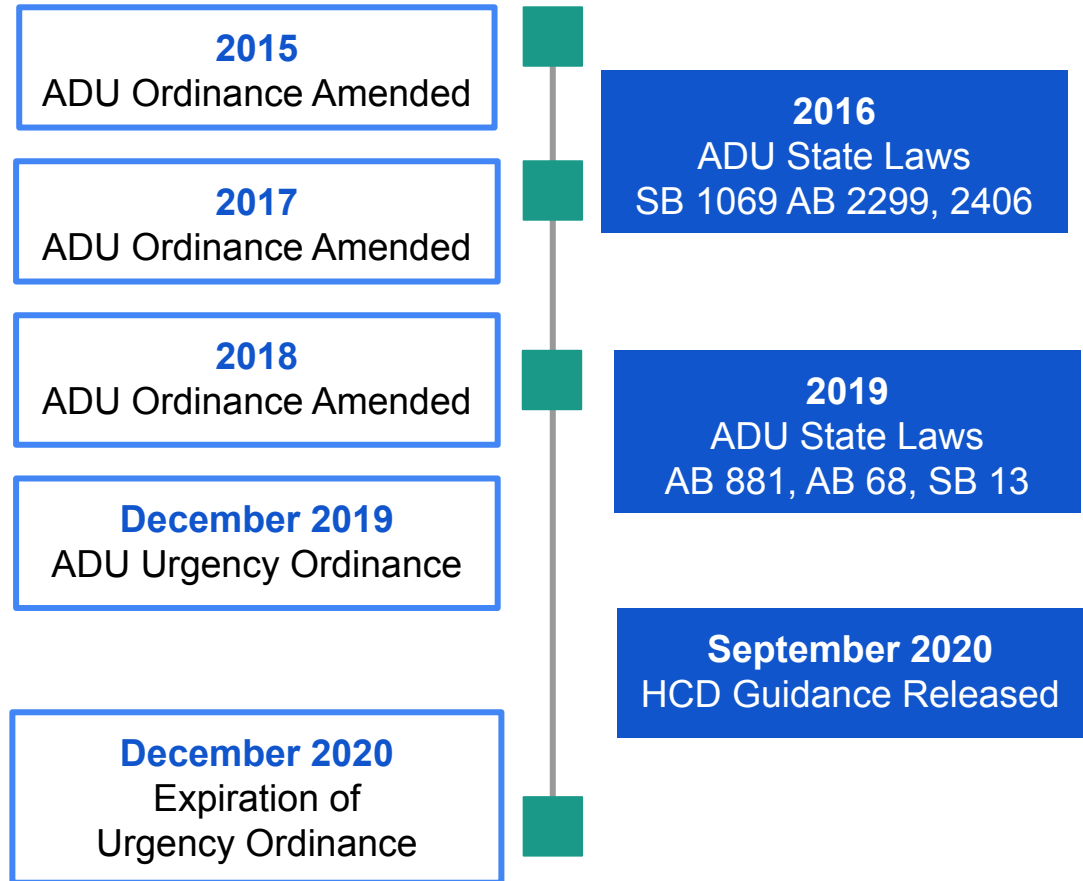 2015
ADU Ordinance Amended
2016
ADU State Laws
SB 1069 AB 2299, 2406
2017
ADU Ordinance Amended
2018
ADU Ordinance Amended
2019
ADU State Laws
AB 881, AB 68, SB 13
December 2019
ADU Urgency Ordinance
September 2020
HCD Guidance Released
December 2020
Expiration of
Urgency Ordinance